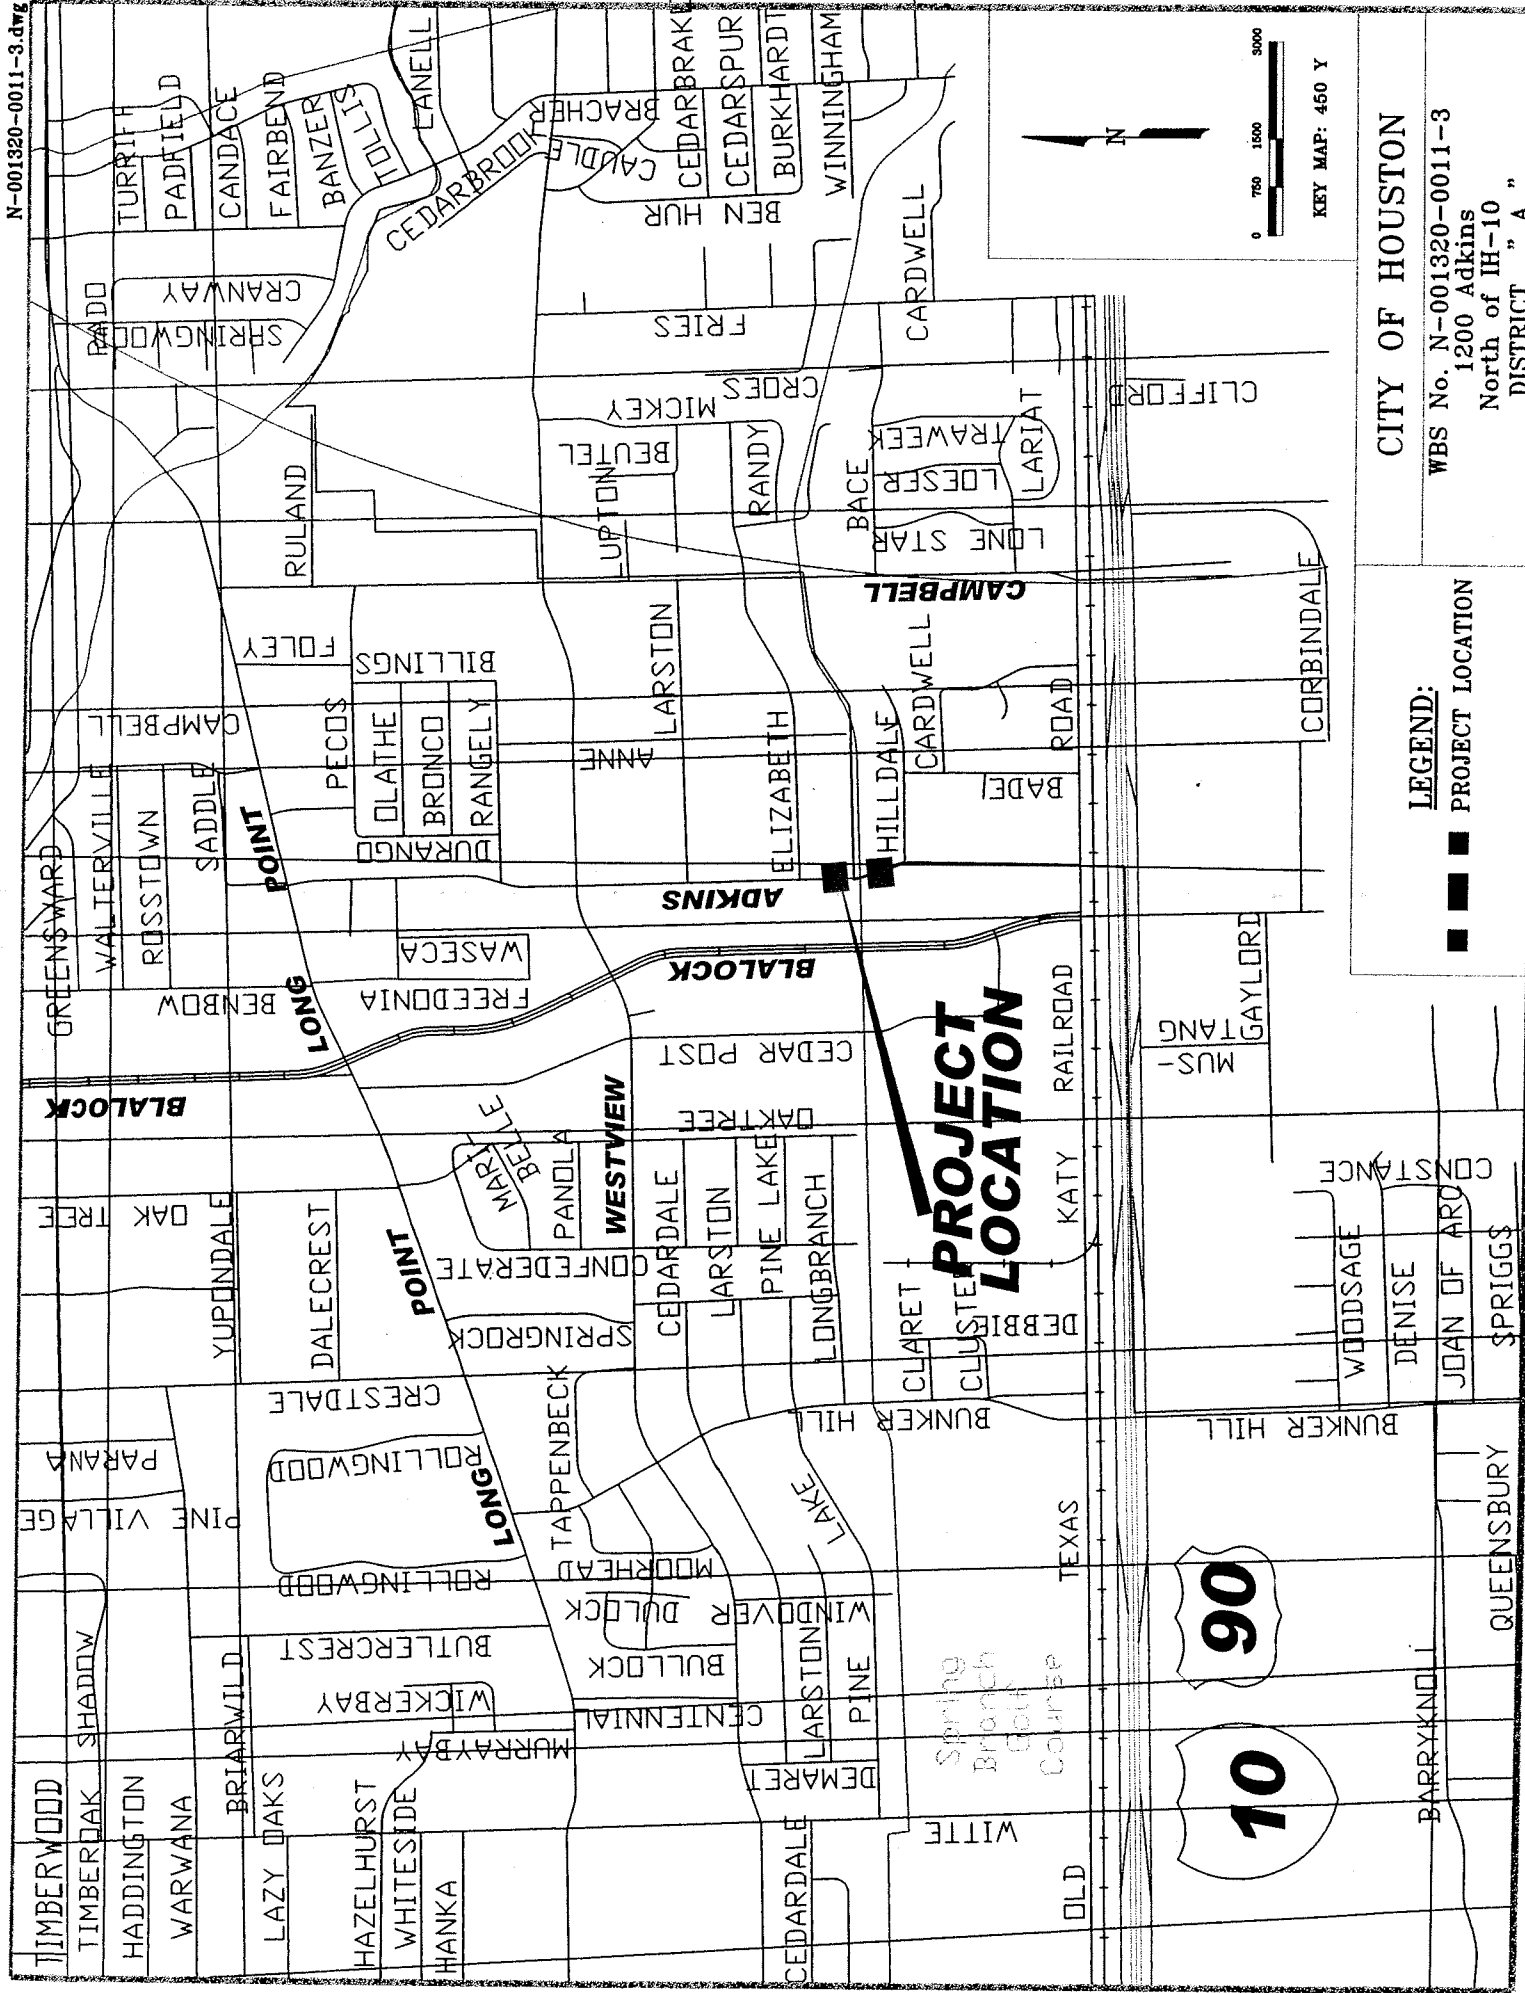 N-001320-0011-3.dwg
TIMBERWOOD
TIMBEROAK
SHADOW
HADDINGTON
WARWANA
BRIARWILD
LAZY OAKS
HAZELHURST
WHITESIDE
HANKA
MURRAYBAY
WICKERBAY
BUTLERCREST
ROLLINGWOOD
ROLLINGWOOD
PINE VILLAGE
PARANA
CRESTDALE
YUPONDALE
DALECREST
OAK TREE
LONG
POINT
BLALOCK
LONG
POINT
GREENSWARD
WALTERVILLE
ROSSTOWN
SADDLE
BENBOW
FREEDONIA
WASECA
CAMPBELL
FOLEY
PECOS
OLATHE
BRONCO
RANGELY
DURANGO
BILLINGS
RULAND
RADO
SPRINGWOOD
CRANWAY
TURRIFF
PADFIELD
CANDACE
FAIRBEND
BANZER
TOLLIS
LANELL
CEDARBROOK
BRACHER
CAUDLE
CEDARBRAKE
CEDARSPUR
BURKHARDT
WINNINGHAM
BEN HUR
CARDWELL
FRIES
CROES
MICKEY
BEUTEL
LUPTON
RANDY
BACE
TRAWEEK
LOESER
LARIAT
LONE STAR
CAMPBELL
CLIFFORD
LARSTON
ANNE
ELIZABETH
HILLDALE
CARDWELL
BADE
ROAD
CORBINDALE
ADKINS
BLALOCK
CEDAR POST
OAKTREE
WESTVIEW
MARIE
BELLE
PANOLA
CONFEDERATE
SPRINGROCK
CEDARDALE
LARSTON
PINE LAKE
LONGBRANCH
PROJECT
LOCATION
CLARET
CLUSTER
DEBBIE
BUNKER HILL
TAPPENBECK
MOORHEAD
DULOCK
BULLOCK
WINDOVER
CENTENNIAL
LARSTON
PINE
LAKE
DEMARET
CEDARDALE
WITTE
Spring
Branch
Golf
Course
OLD
TEXAS
KATY
RAILROAD
10
90
MUS-
TANG
GAYLORD
BUNKER HILL
WOODSAGE
DENISE
JOAN OF ARC
SPRIGGS
CONSTANCE
QUEENSBURY
BARRYKNOLL
N
0 750 1500 3000
KEY MAP: 450 Y
LEGEND:
PROJECT LOCATION
CITY OF HOUSTON
WBS No. N-001320-0011-3
1200 Adkins
North of IH-10
DISTRICT " A "